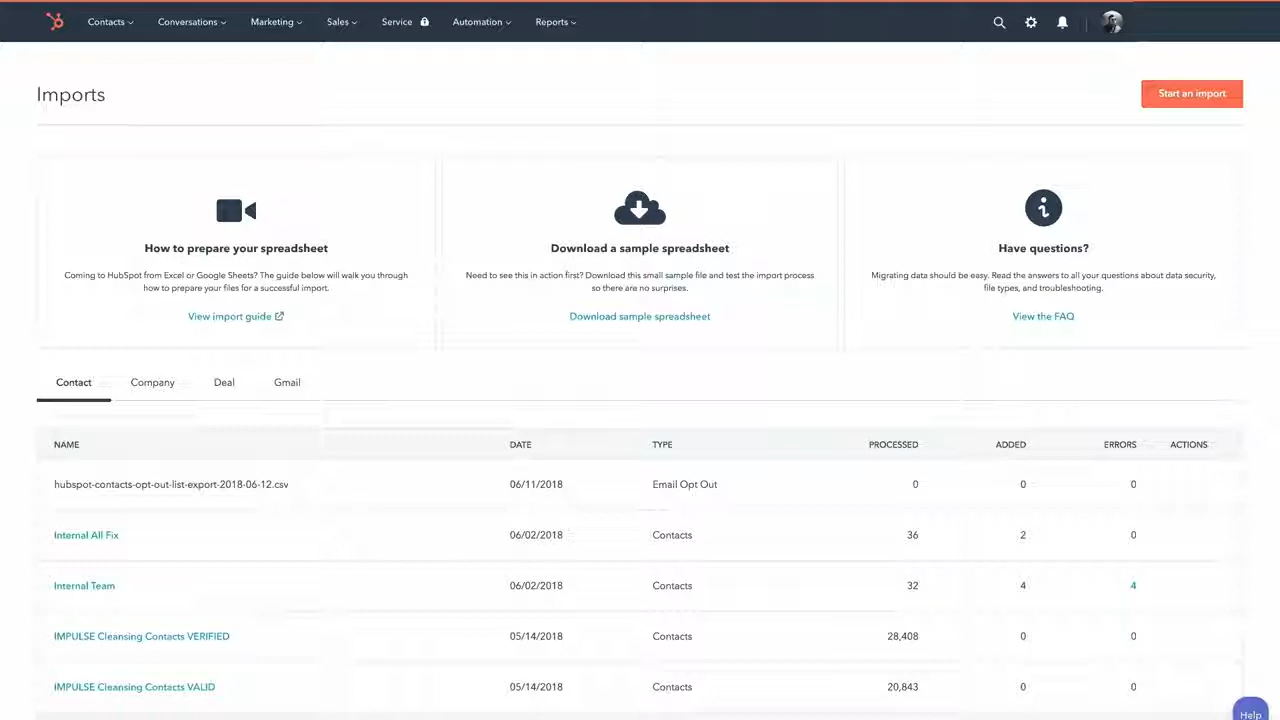 Contacts Conversations Marketing Sales Service Automation Reports
Imports
Start an import
How to prepare your spreadsheet
Coming to HubSpot from Excel or Google Sheets? The guide below will walk you through
how to prepare your files for a successful import.
View import guide
Download a sample spreadsheet
Need to see this in action first? Download this small sample file and test the import process
so there are no surprises.
Download sample spreadsheet
Have questions?
Migrating data should be easy. Read the answers to all your questions about data security,
file types, and troubleshooting.
View the FAQ
Contact Company Deal Gmail
NAME DATE TYPE PROCESSED ADDED ERRORS ACTIONS
hubspot-contacts-opt-out-list-export-2018-06-12.csv 06/11/2018 Email Opt Out 0 0 0
Internal All Fix 06/02/2018 Contacts 36 2 0
Internal Team 06/02/2018 Contacts 32 4 4
IMPULSE Cleansing Contacts VERIFIED 05/14/2018 Contacts 28,408 0 0
IMPULSE Cleansing Contacts VALID 05/14/2018 Contacts 20,843 0 0
Help